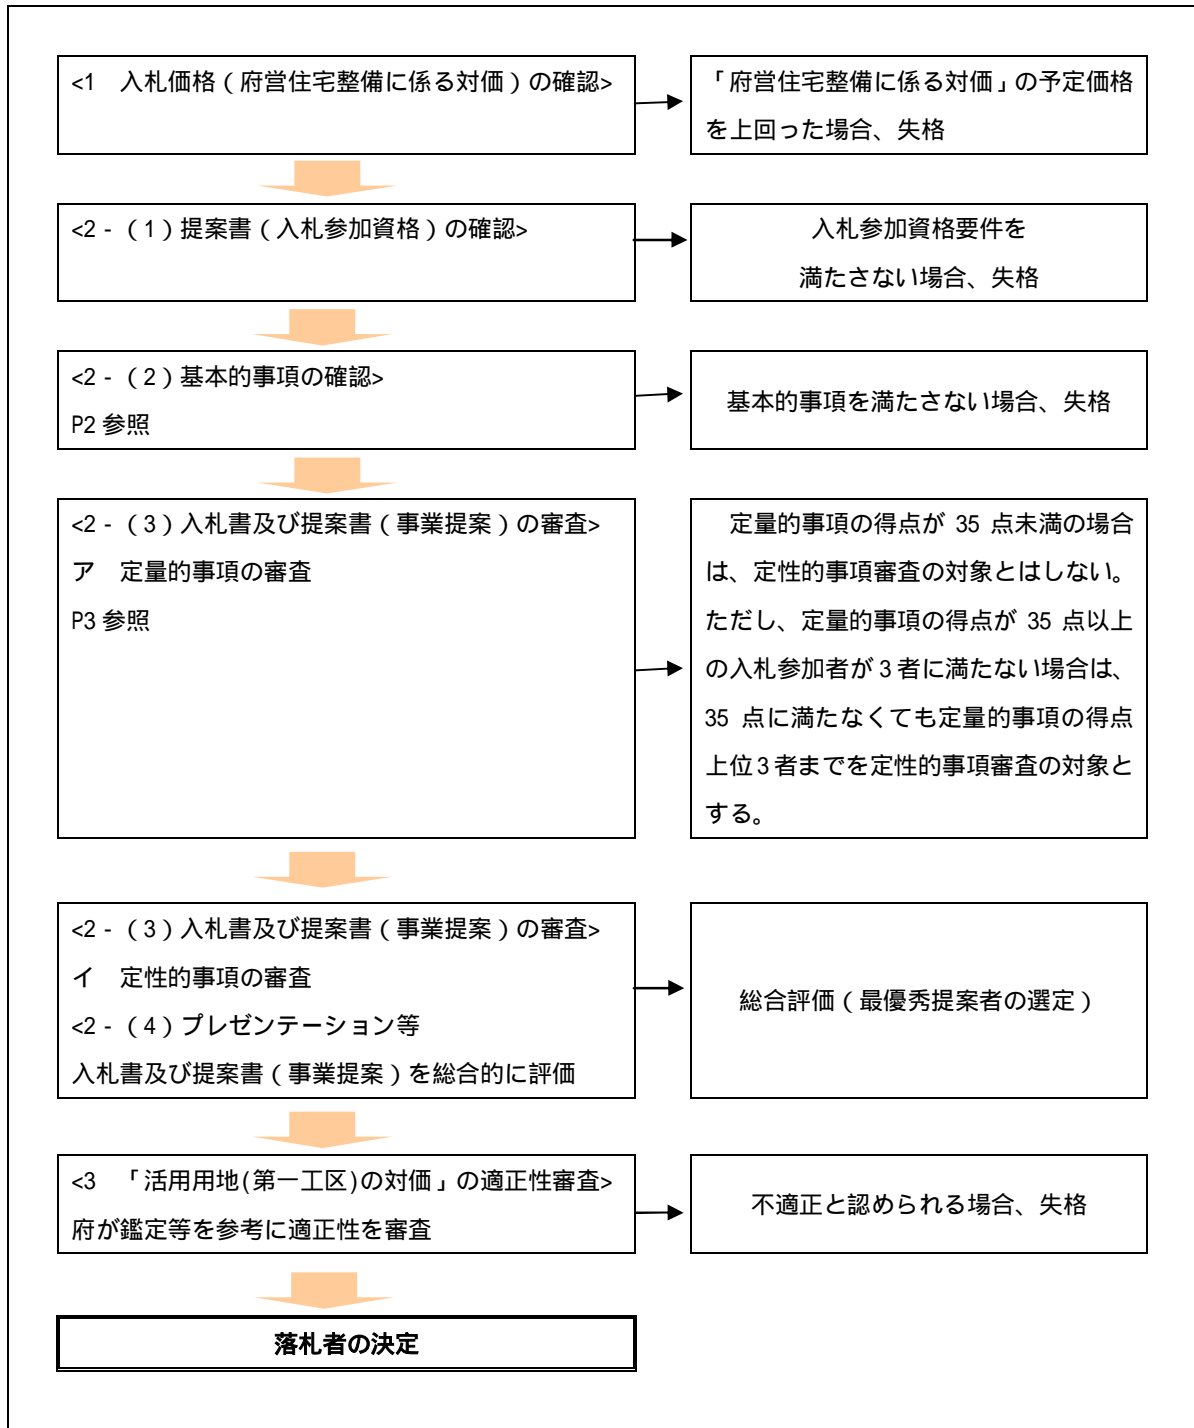 <1　入札価格（府営住宅整備に係る対価）の確認>
「府営住宅整備に係る対価」の予定価格
を上回った場合、失格
<2‐（1）提案書（入札参加資格）の確認>
入札参加資格要件を
満たさない場合、失格
<2‐（2）基本的事項の確認>
P2 参照
基本的事項を満たさない場合、失格
<2‐（3）入札書及び提案書（事業提案）の審査>
ア　定量的事項の審査
P3 参照
定量的事項の得点が 35 点未満の場合
は、定性的事項審査の対象とはしない。
ただし、定量的事項の得点が 35 点以上
の入札参加者が 3 者に満たない場合は、
35 点に満たなくても定量的事項の得点
上位 3 者までを定性的事項審査の対象と
する。
<2‐（3）入札書及び提案書（事業提案）の審査>
イ　定性的事項の審査
<2‐（4）プレゼンテーション等
入札書及び提案書（事業提案）を総合的に評価
総合評価（最優秀提案者の選定）
<3　「活用用地(第一工区)の対価」の適正性審査>
府が鑑定等を参考に適正性を審査
不適正と認められる場合、失格
落札者の決定